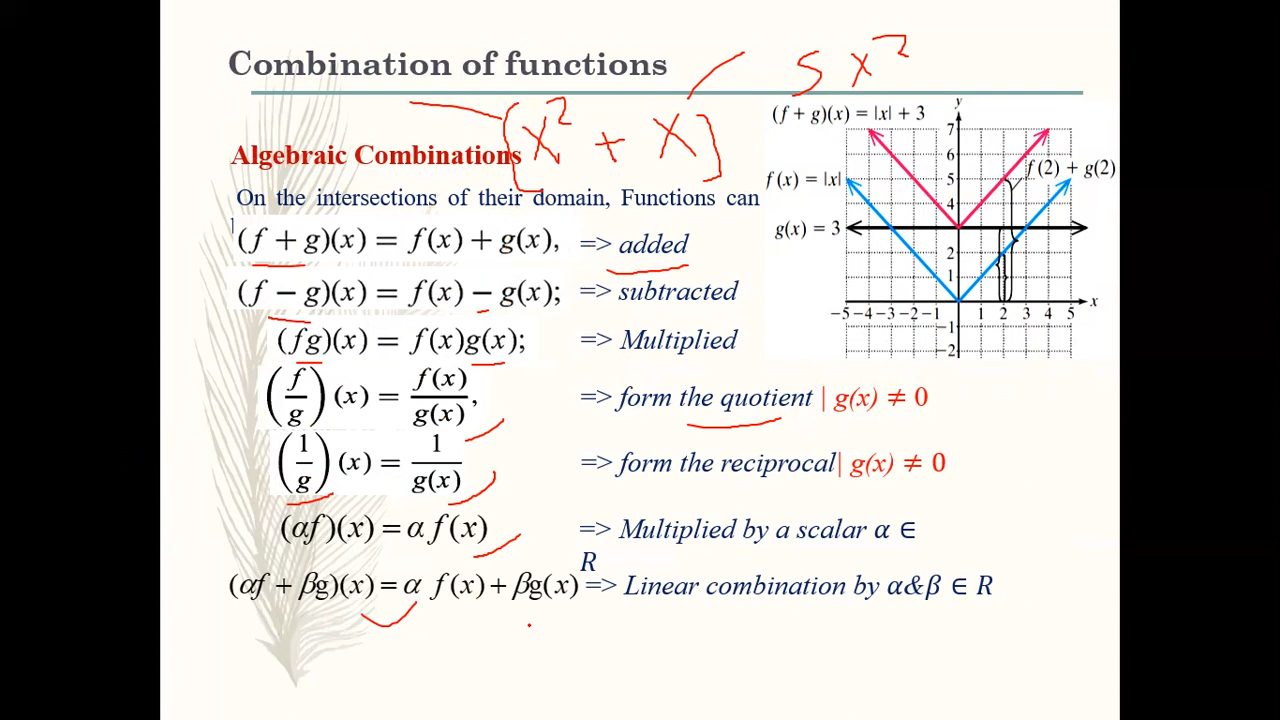 Combination of functions
5 x²
[x² + x]
Algebraic Combinations
On the intersections of their domain, Functions can
(f + g)(x) = f(x) + g(x), => added
(f − g)(x) = f(x) − g(x); => subtracted
(fg)(x) = f(x)g(x); => Multiplied
(f/g)(x) = f(x)/g(x), => form the quotient | g(x) ≠ 0
(1/g)(x) = 1/g(x) => form the reciprocal| g(x) ≠ 0
(αf)(x) = α f(x) => Multiplied by a scalar α ∈
R
(αf + βg)(x) = α f(x) + βg(x) => Linear combination by α&β ∈ R
(f + g)(x) = |x| + 3
y
7
6
f(x) = |x|
5
f(2) + g(2)
4
g(x) = 3
2
1
x
−5 −4 −3 −2 −1 1 2 3 4 5
−1
−2